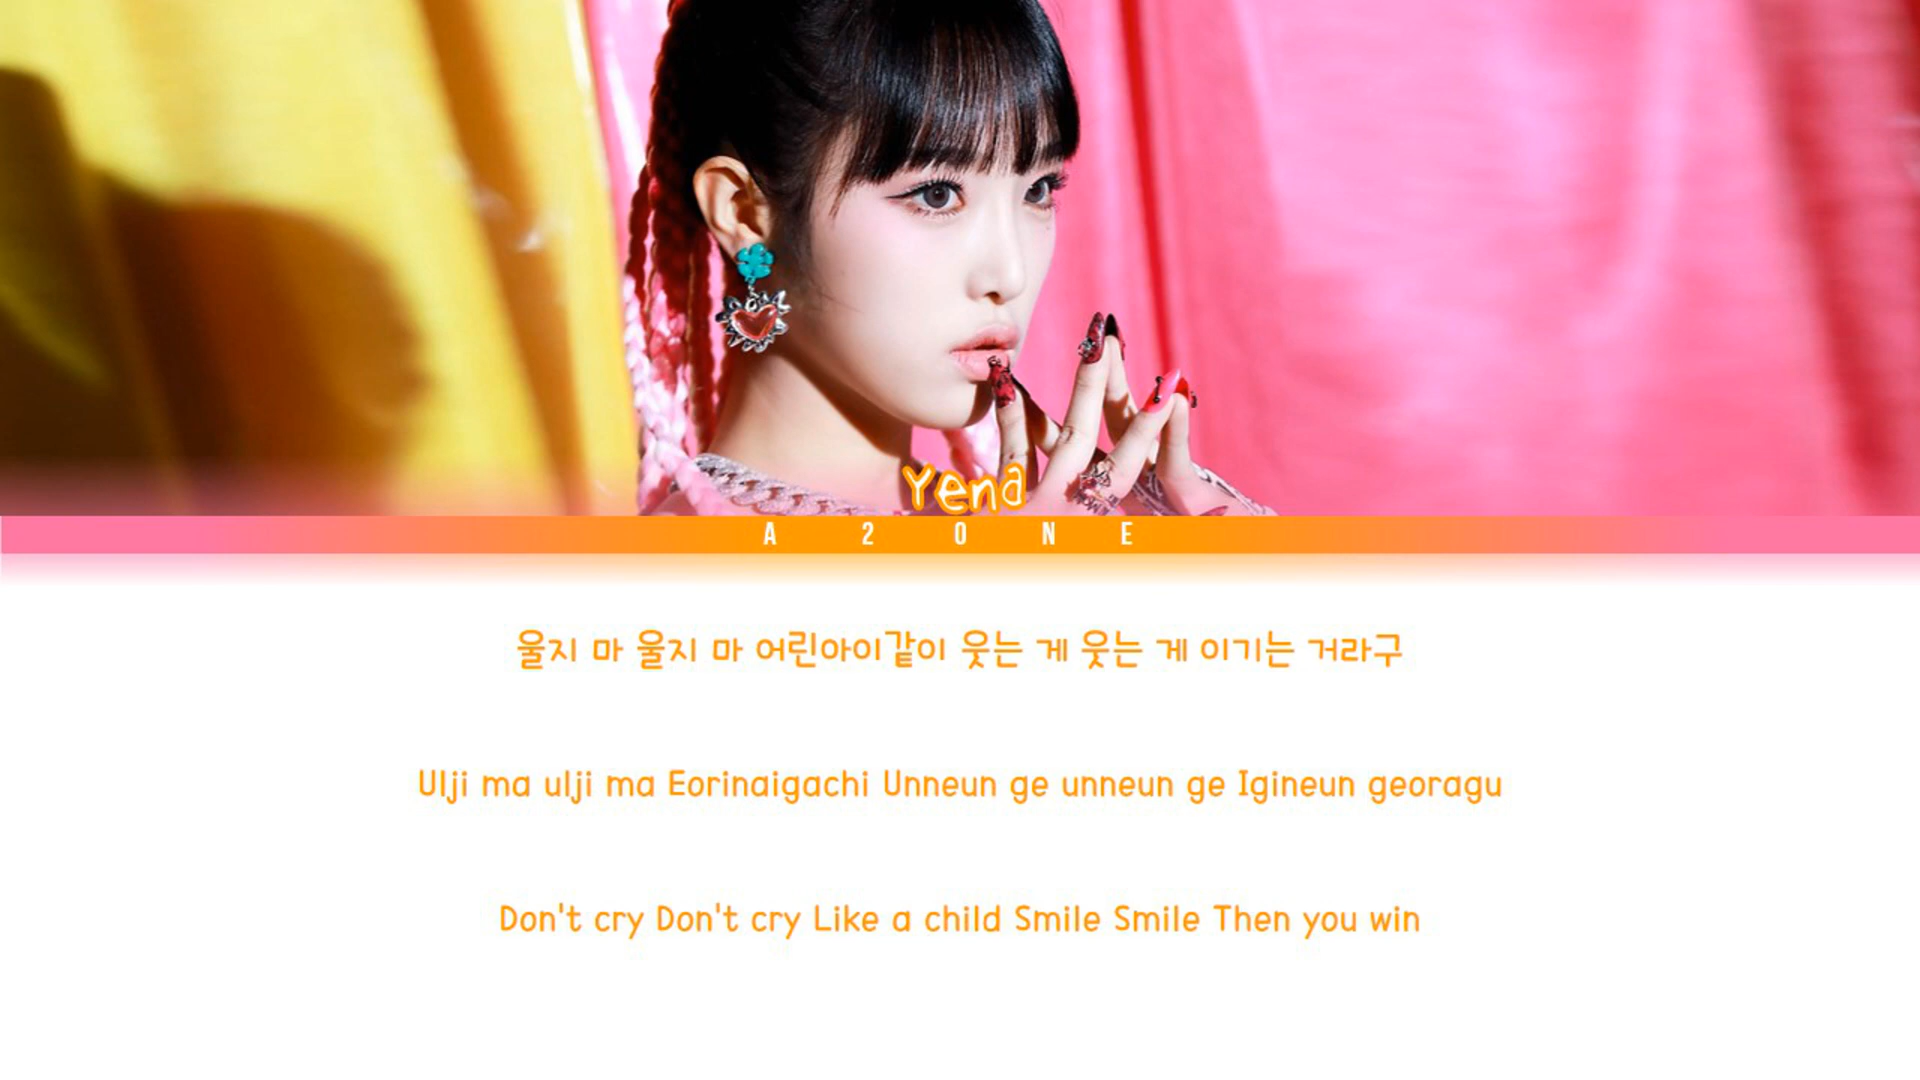 Yena
A 2 O N E
울지 마 울지 마 어린아이같이 웃는 게 웃는 게 이기는 거라구
Ulji ma ulji ma Eorinaigachi Unneun ge unneun ge Igineun georagu
Don't cry Don't cry Like a child Smile Smile Then you win